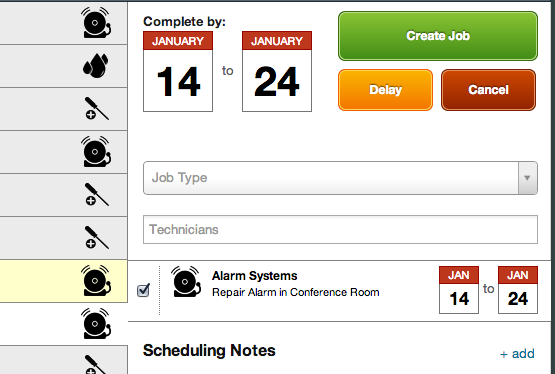 Complete by:
JANUARY
14
to
JANUARY
24
Create Job
Delay
Cancel
Job Type
Technicians
Alarm Systems
Repair Alarm in Conference Room
JAN
14
to
JAN
24
Scheduling Notes
+ add